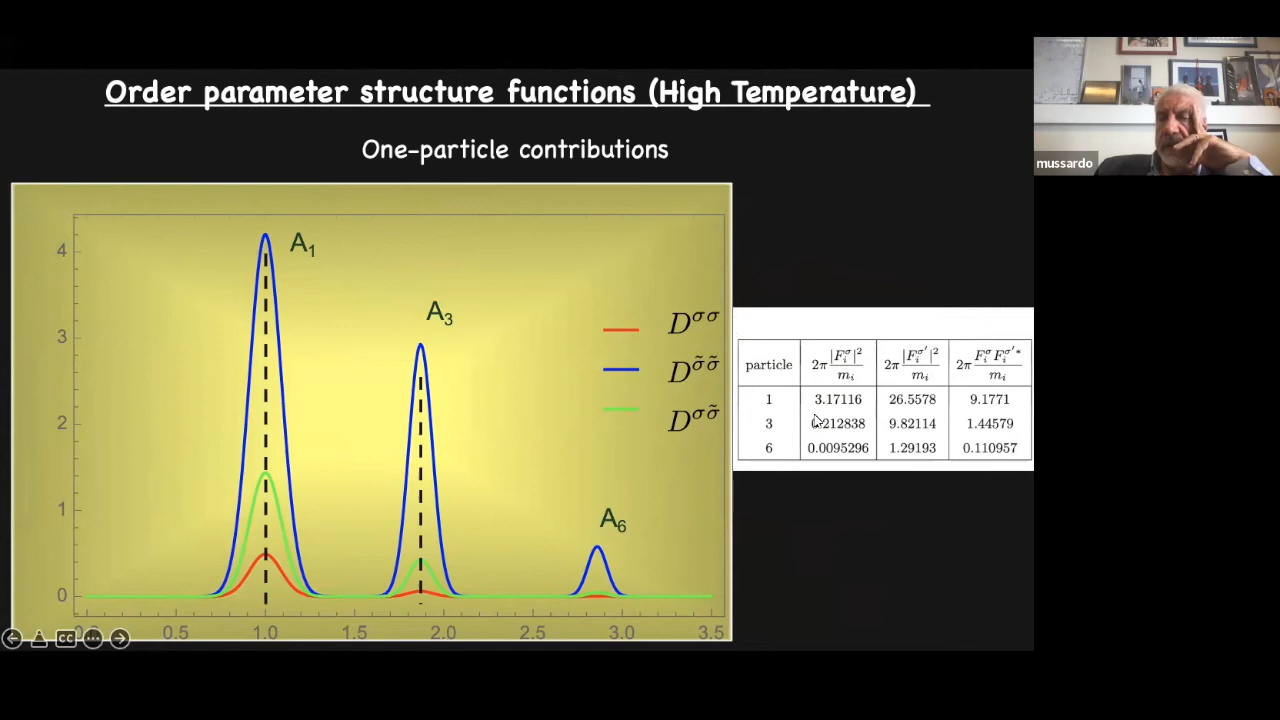 Order parameter structure functions (High Temperature)
One-particle contributions
A₁
A₃
A₆
D^{σσ}
D^{σ̃σ̃}
D^{σσ̃}
4
3
2
1
0
0.5 1.0 1.5 2.0 2.5 3.0 3.5
particle 2π |F_i^σ|²/m_i 2π |F_i^{σ'}|²/m_i 2π F_i^σ F_i^{σ'*}/m_i
1 3.17116 26.5578 9.1771
3 0.212838 9.82114 1.44579
6 0.0095296 1.29193 0.110957
CC
mussardo